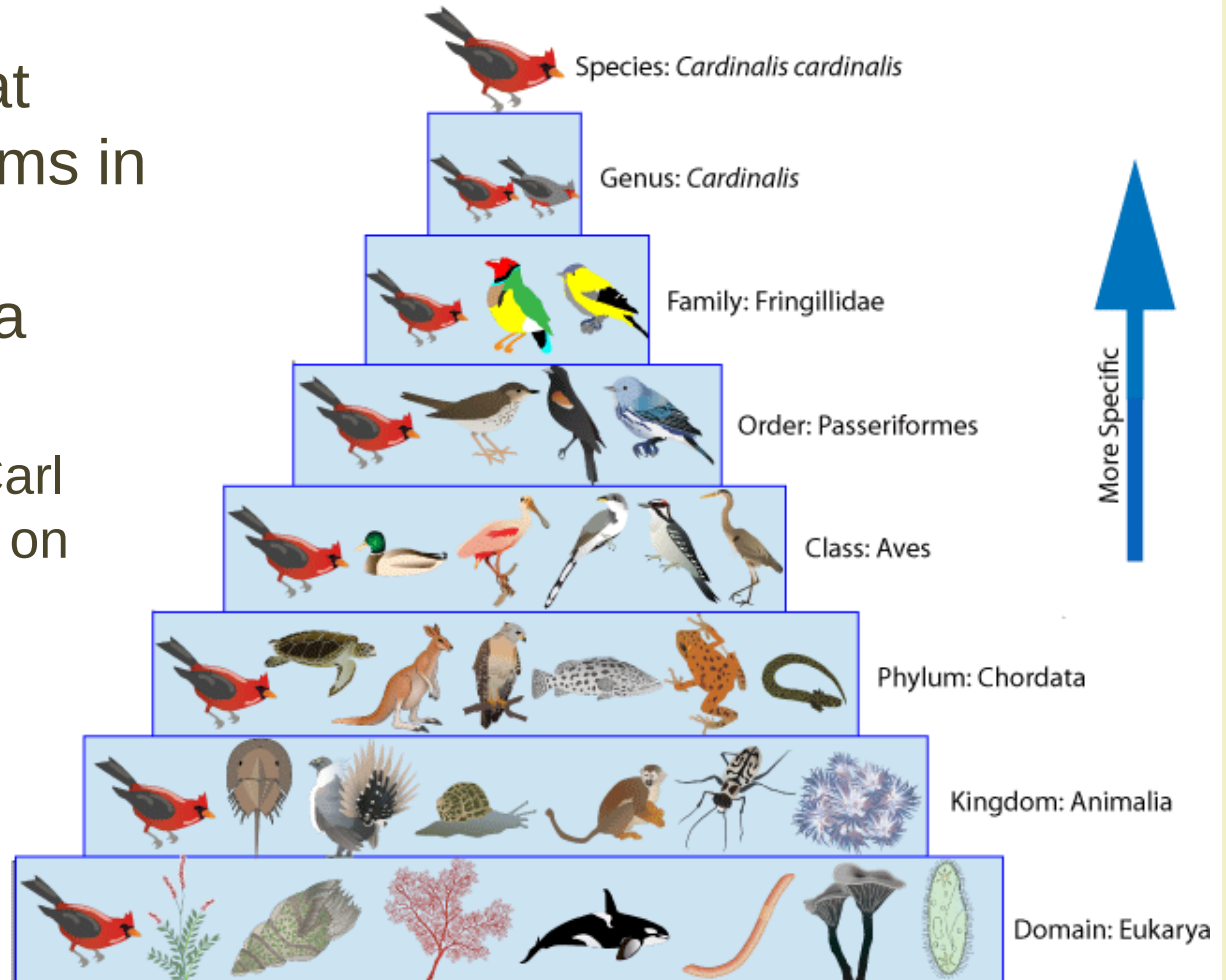 at
ms in
a
Carl
on
Species: Cardinalis cardinalis
Genus: Cardinalis
Family: Fringillidae
Order: Passeriformes
Class: Aves
Phylum: Chordata
Kingdom: Animalia
Domain: Eukarya
More Specific